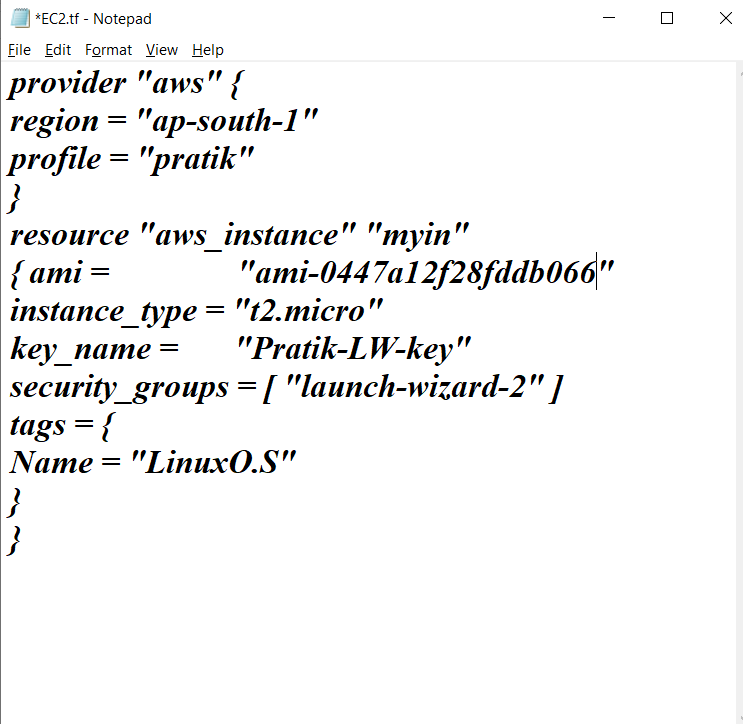 *EC2.tf - Notepad
File Edit Format View Help
provider "aws" {
region = "ap-south-1"
profile = "pratik"
}
resource "aws_instance" "myin"
{ ami = "ami-0447a12f28fddb066"
instance_type = "t2.micro"
key_name = "Pratik-LW-key"
security_groups = [ "launch-wizard-2" ]
tags = {
Name = "LinuxO.S"
}
}